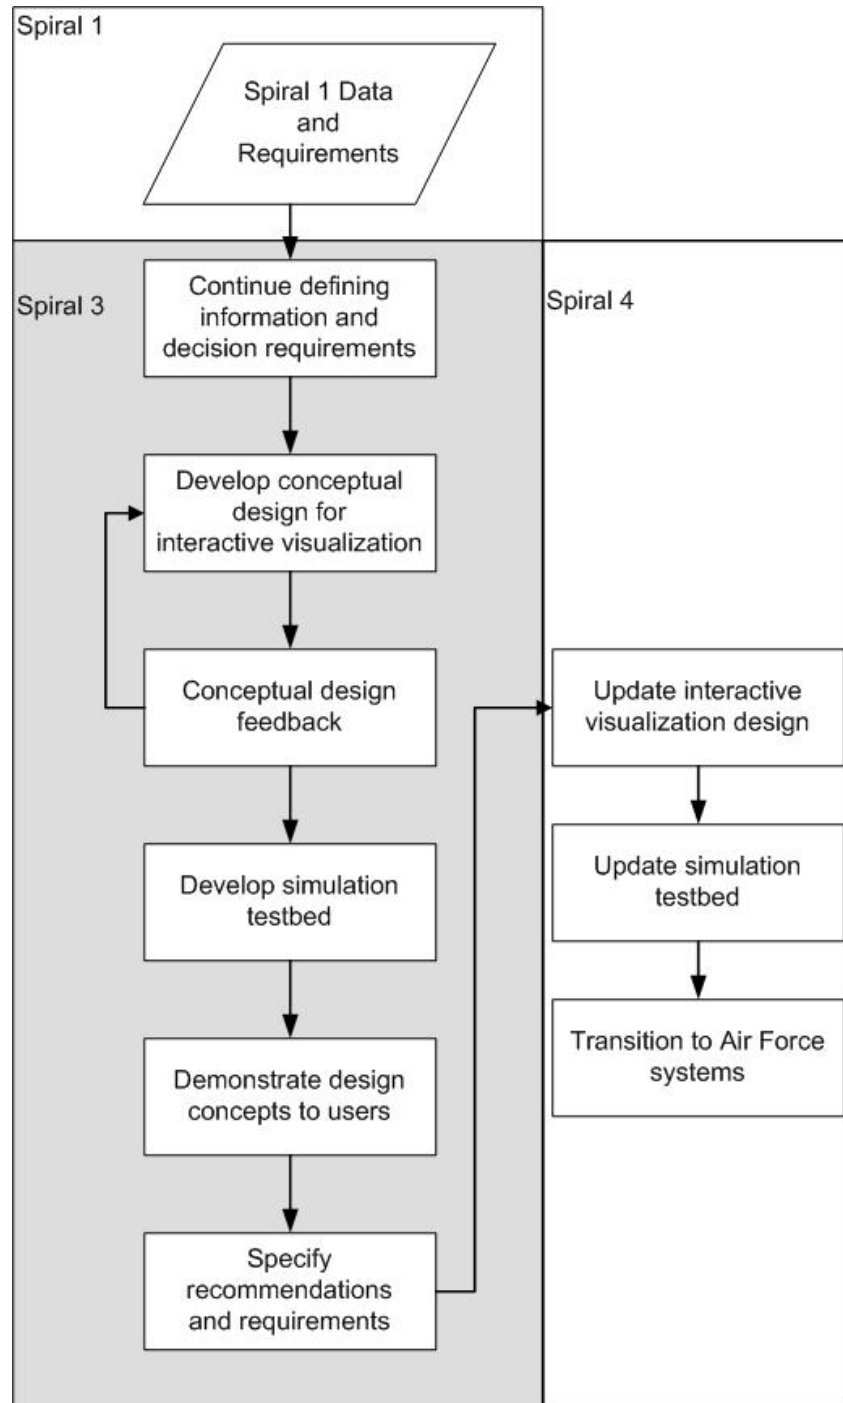 Spiral 1
Spiral 1 Data
and
Requirements
Spiral 3
Continue defining
information and
decision requirements
Develop conceptual
design for
interactive visualization
Conceptual design
feedback
Develop simulation
testbed
Demonstrate design
concepts to users
Specify
recommendations
and requirements
Spiral 4
Update interactive
visualization design
Update simulation
testbed
Transition to Air Force
systems